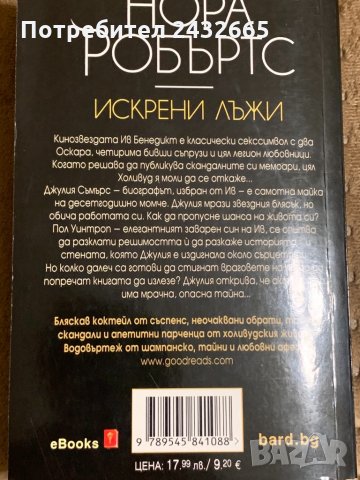 Потребител 2482665
НОРА
РОБЪРТС
ИСКРЕНИ ЛЪЖИ
Кинозвездата Ив Бенедикт е класически секссимвол с два
Оскара, четирима бивши съпрузи и цял легион любовници.
Когато решава да публикува скандалните си мемоари, цял
Холивуд я моли да се откаже...
Джулия Съмърс – биографът, избран от Ив – е самотна майка
на десетгодишно момче. Джулия мрази звездния блясък, но
обича работата си. Как да пропусне шанса на живота си?
Пол Уинтроп – елегантният заварен син на Ив, се опитва
да разклати решимостта ѝ да разкаже историята и
стената, която Джулия е издигнала около сърцето
Но колко далеч са готови да стигнат враговете на
попречат книгата да излезе? Джулия открива, че
има мрачна, опасна тайна...
Бляскав коктейл от съспенс, неочаквани обрати,
скандали и апетитни парченца от холивудския
Водовъртеж от шампанско, тайни и любовни
www.goodreads.com
eBooks
9 789545 841088
bard.bg
ЦЕНА: 17.99 лв./9.20 €
bazar